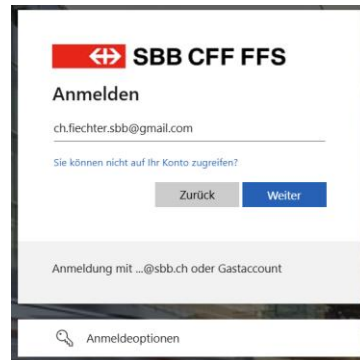 SBB CFF FFS
Anmelden
ch.fiechter.sbb@gmail.com
Sie können nicht auf Ihr Konto zugreifen?
Zurück
Weiter
Anmeldung mit ...@sbb.ch oder Gastaccount
Anmeldeoptionen